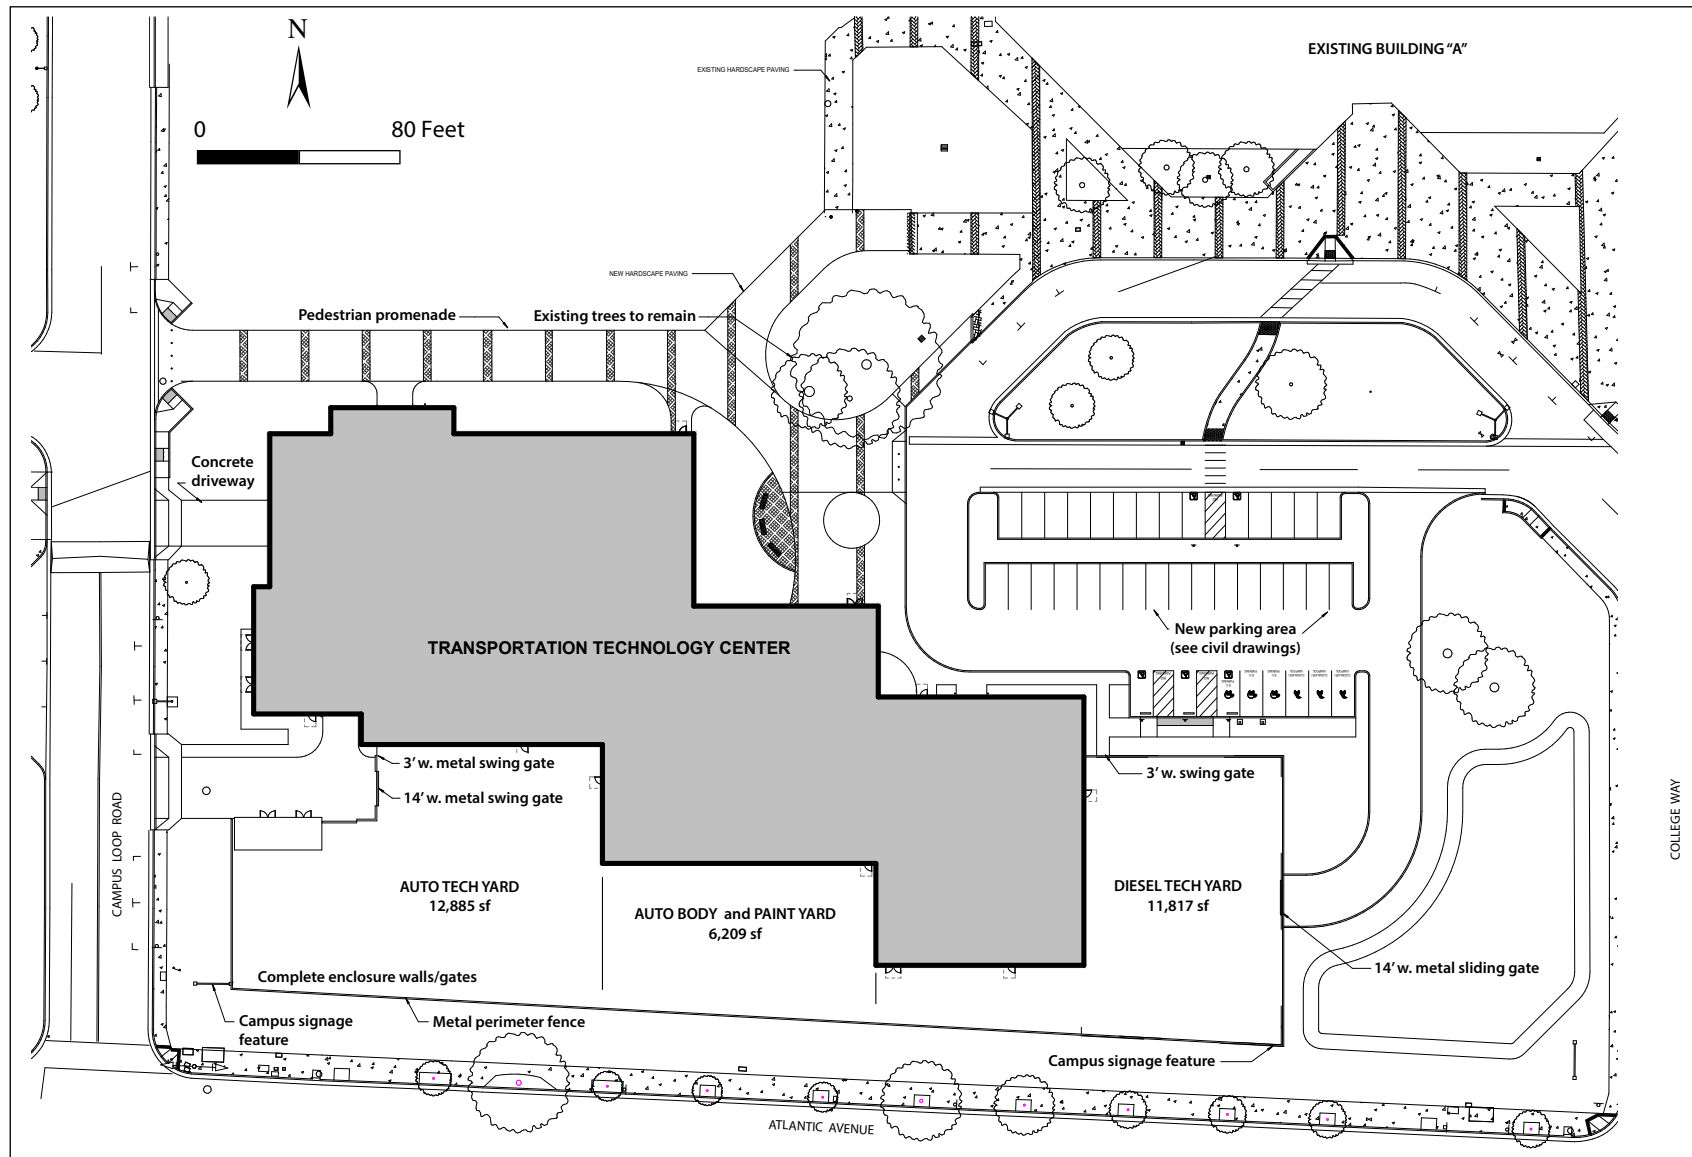 EXISTING BUILDING “A”
N
EXISTING HARDSCAPE PAVING
0 80 Feet
NEW HARDSCAPE PAVING
Pedestrian promenade
Existing trees to remain
Concrete
driveway
New parking area
(see civil drawings)
TRANSPORTATION TECHNOLOGY CENTER
3’ w. metal swing gate
14’ w. metal swing gate
3’ w. swing gate
CAMPUS LOOP ROAD
COLLEGE WAY
AUTO TECH YARD
12,885 sf
AUTO BODY and PAINT YARD
6,209 sf
DIESEL TECH YARD
11,817 sf
14’ w. metal sliding gate
Complete enclosure walls/gates
Campus signage
feature
Metal perimeter fence
Campus signage feature
ATLANTIC AVENUE